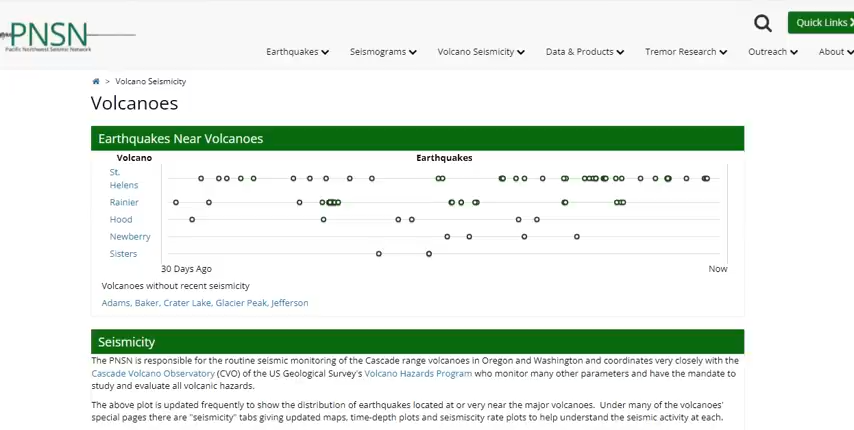 PNSN
Pacific Northwest Seismic Network
Quick Links
Earthquakes Seismograms Volcano Seismicity Data & Products Tremor Research Outreach About
> Volcano Seismicity
Volcanoes
Earthquakes Near Volcanoes
Volcano Earthquakes
St.
Helens
Rainier
Hood
Newberry
Sisters
30 Days Ago Now
Volcanoes without recent seismicity
Adams, Baker, Crater Lake, Glacier Peak, Jefferson
Seismicity
The PNSN is responsible for the routine seismic monitoring of the Cascade range volcanoes in Oregon and Washington and coordinates very closely with the
Cascade Volcano Observatory (CVO) of the US Geological Survey's Volcano Hazards Program who monitor many other parameters and have the mandate to
study and evaluate all volcanic hazards.
The above plot is updated frequently to show the distribution of earthquakes located at or very near the major volcanoes. Under many of the volcanoes'
special pages there are "seismicity" tabs giving updated maps, time-depth plots and seismiscity rate plots to help understand the seismic activity at each.